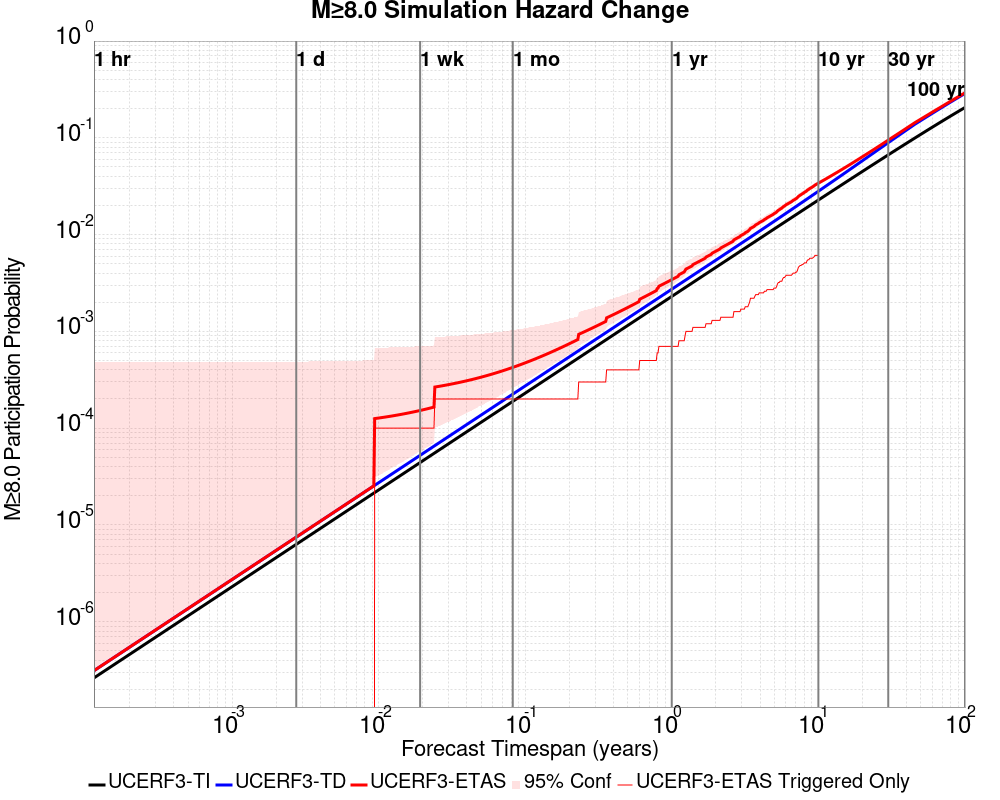 M≥8.0 Simulation Hazard Change
10^0
10^-1
10^-2
10^-3
10^-4
10^-5
10^-6
M≥8.0 Participation Probability
1 hr
1 d
1 wk
1 mo
1 yr
10 yr
30 yr
100 yr
10^-3
10^-2
10^-1
10^0
10^1
10^2
Forecast Timespan (years)
UCERF3-TI UCERF3-TD UCERF3-ETAS 95% Conf UCERF3-ETAS Triggered Only